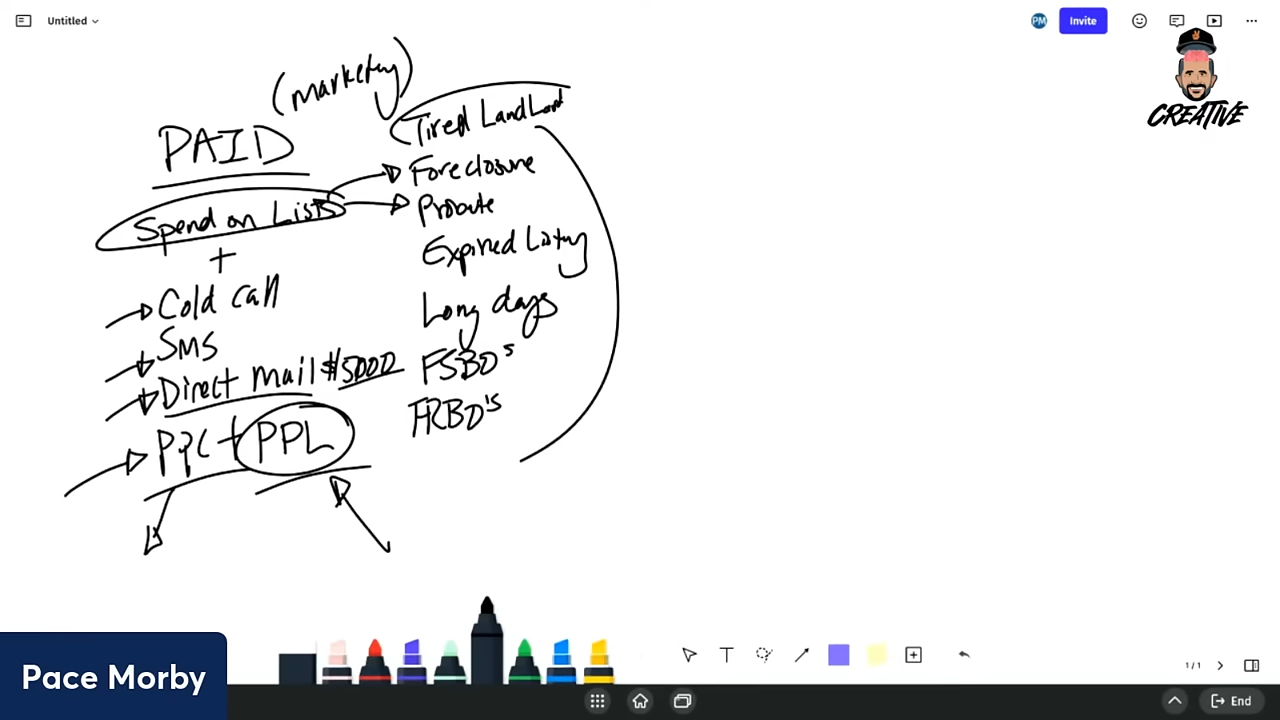 Untitled
PM
Invite
CREATIVE
(marketing)
PAID
Spend on Lists
+
Cold call
SMS
Direct mail $5000
PPC + PPL
Tired LandLord
Foreclosure
Probate
Expired Listing
Long days
FSBO's
FRBO's
Pace Morby
T
1/1
End